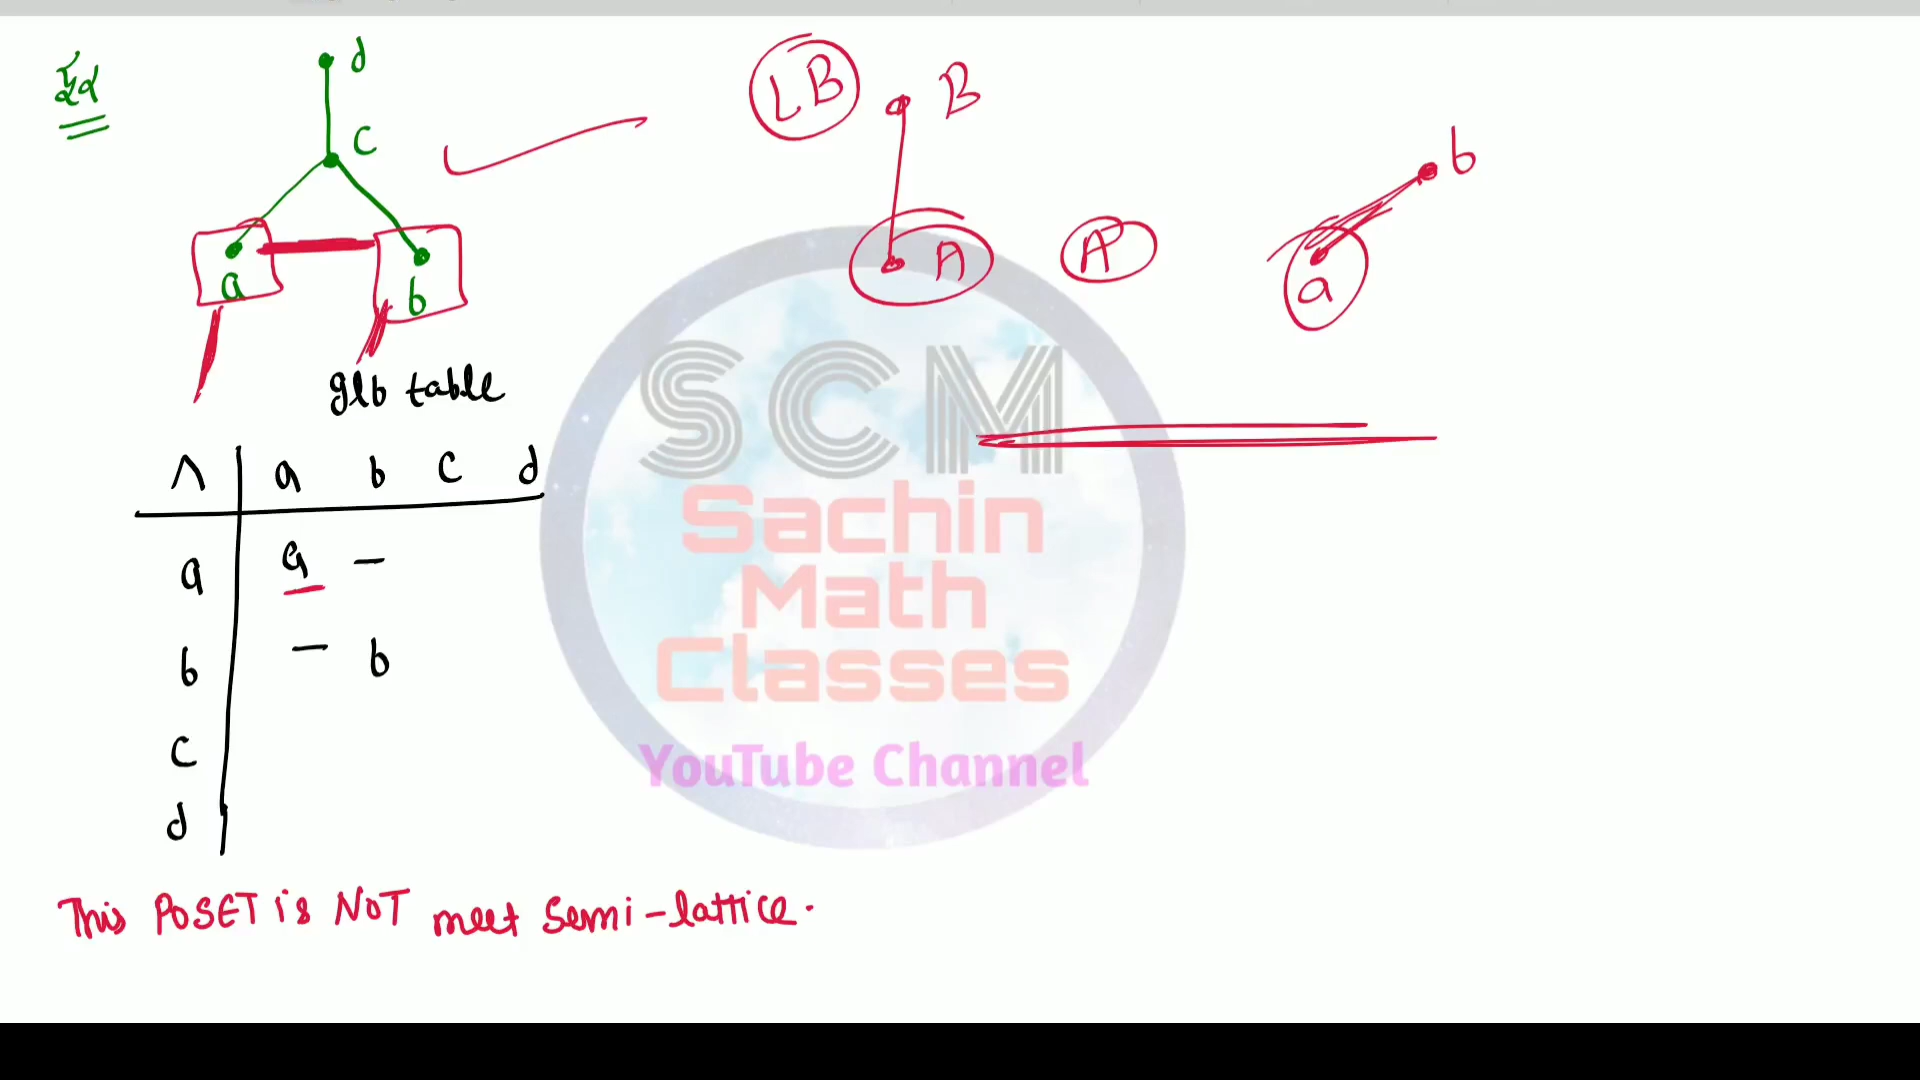 Ex
d
c
a
b
LB
B
A
A
b
a
glb table
∧ a b c d
a a –
b – b
c
d
This POSET is NOT meet semi-lattice.
SCM
Sachin
Math
Classes
YouTube Channel